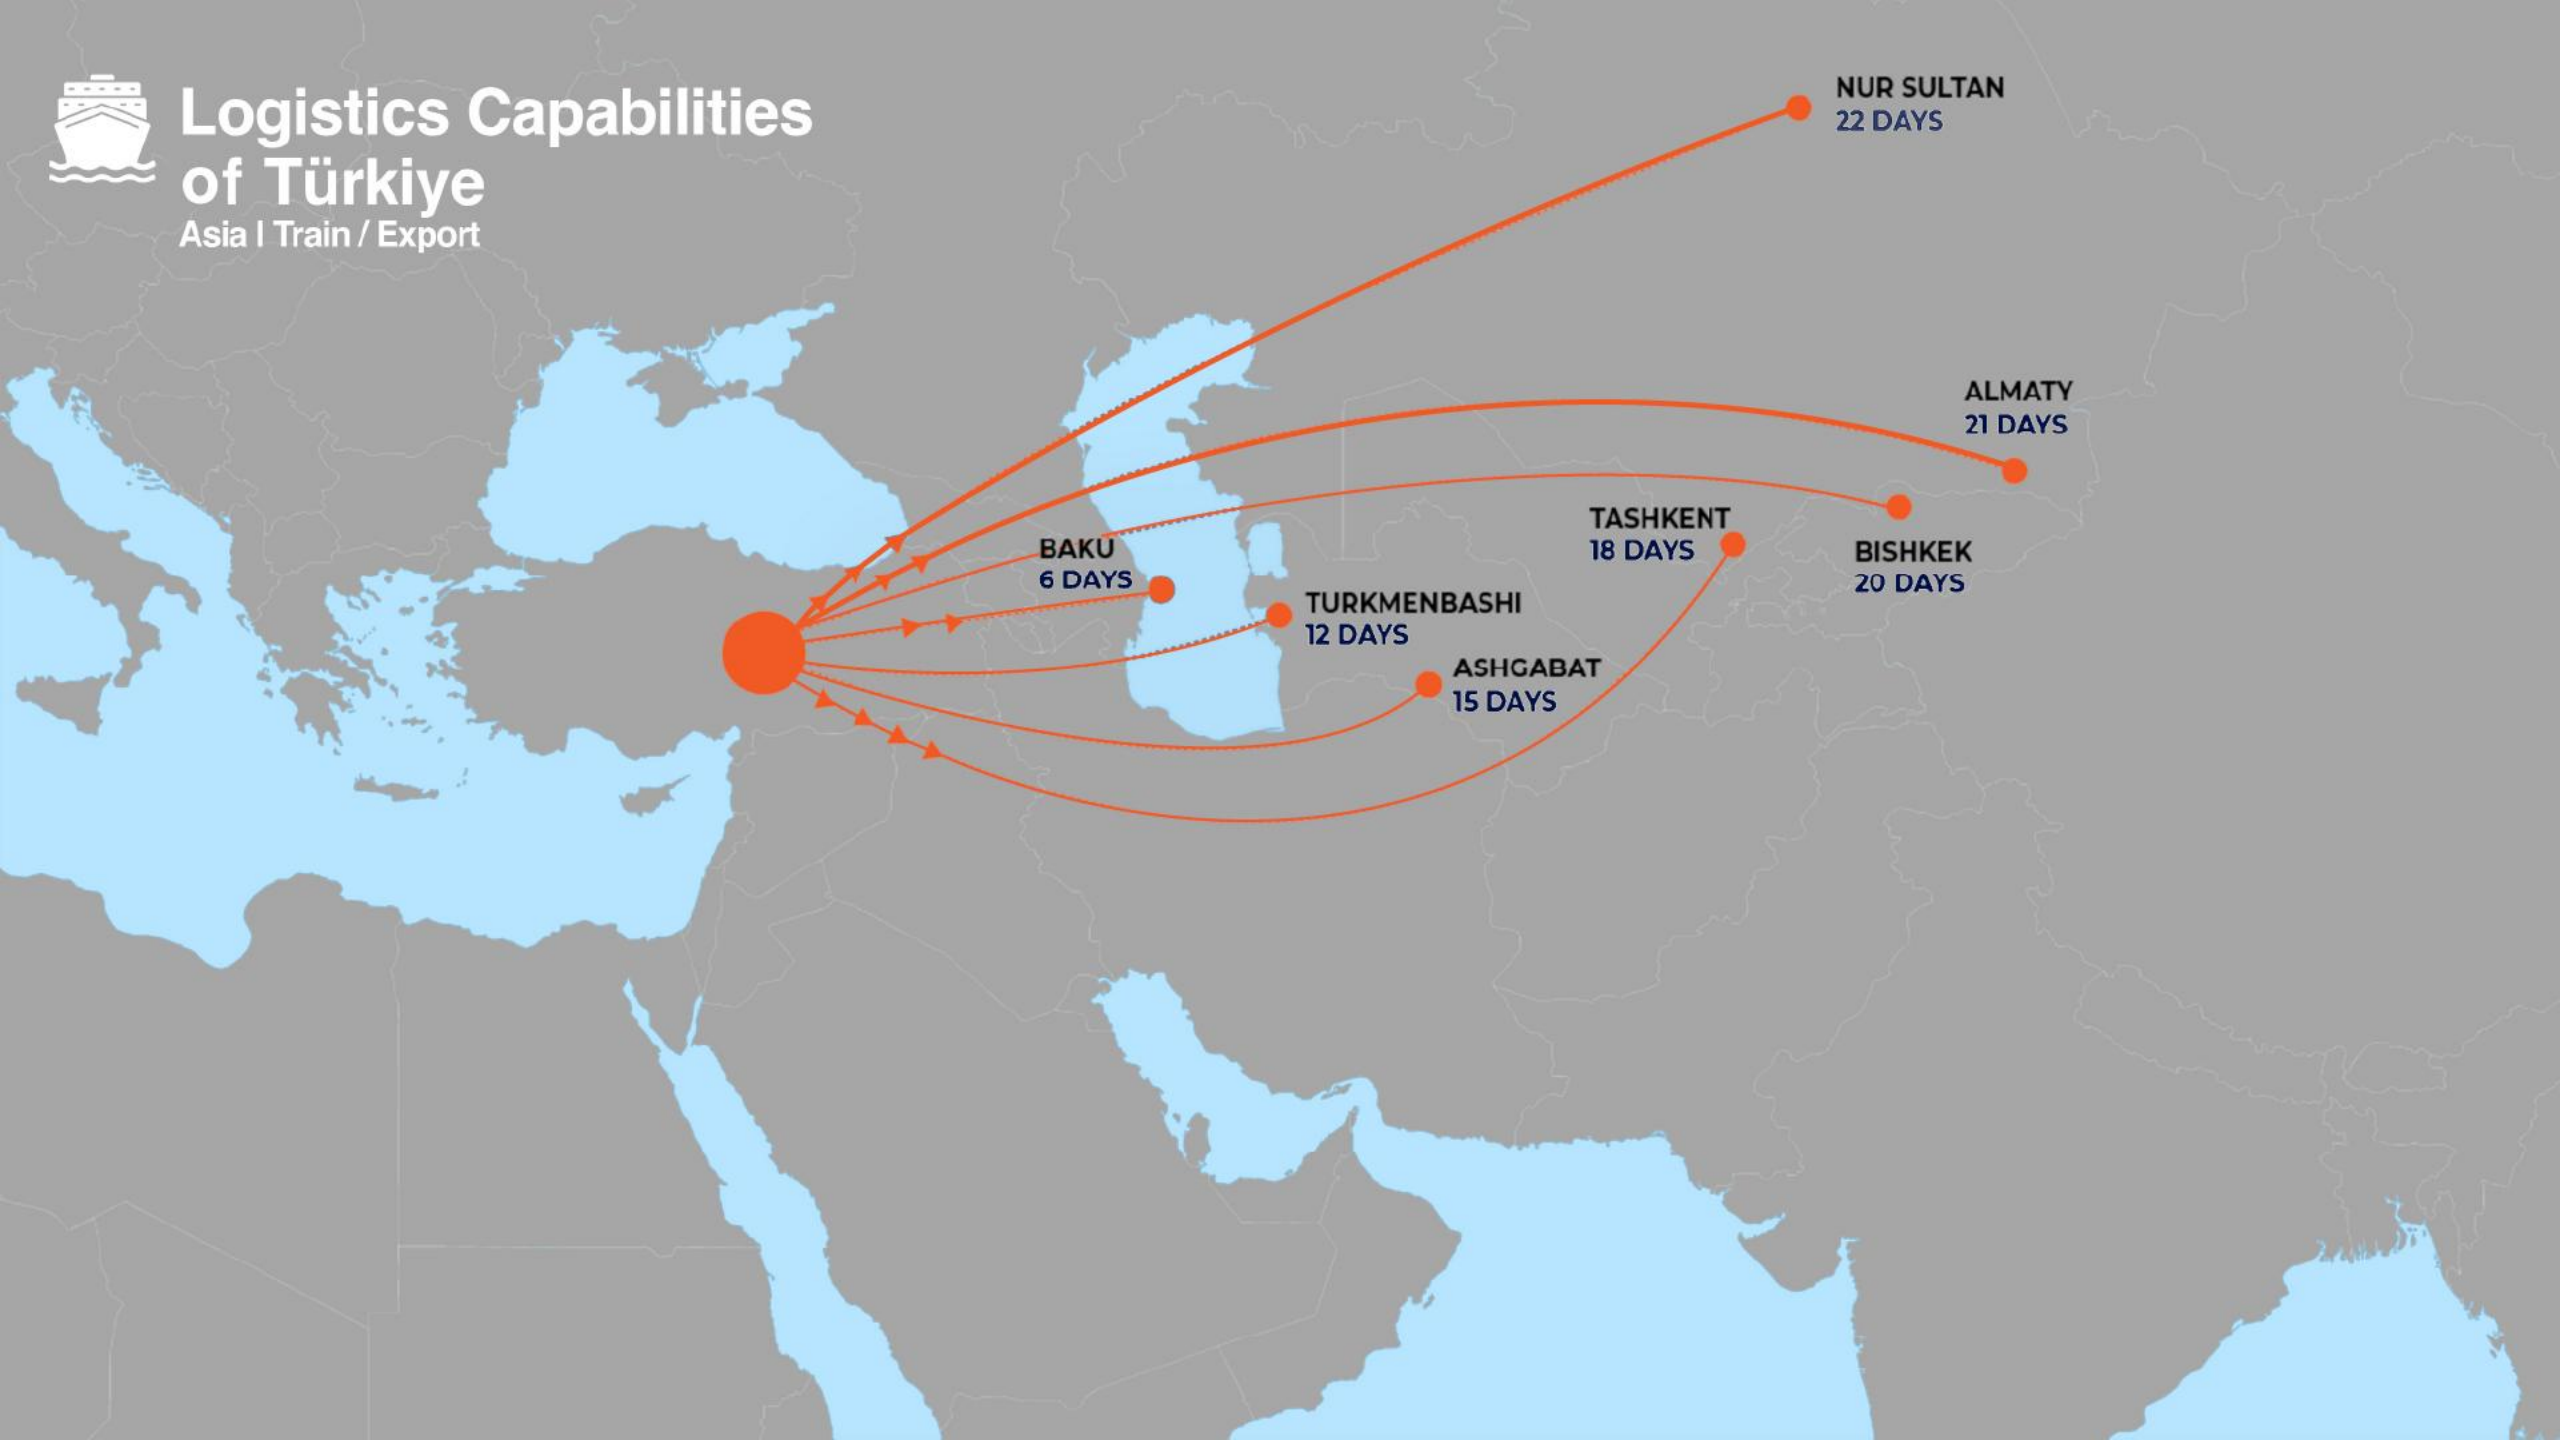 Logistics Capabilities
of Türkiye
Asia | Train / Export
NUR SULTAN
22 DAYS
ALMATY
21 DAYS
TASHKENT
18 DAYS
BISHKEK
20 DAYS
BAKU
6 DAYS
TURKMENBASHI
12 DAYS
ASHGABAT
15 DAYS